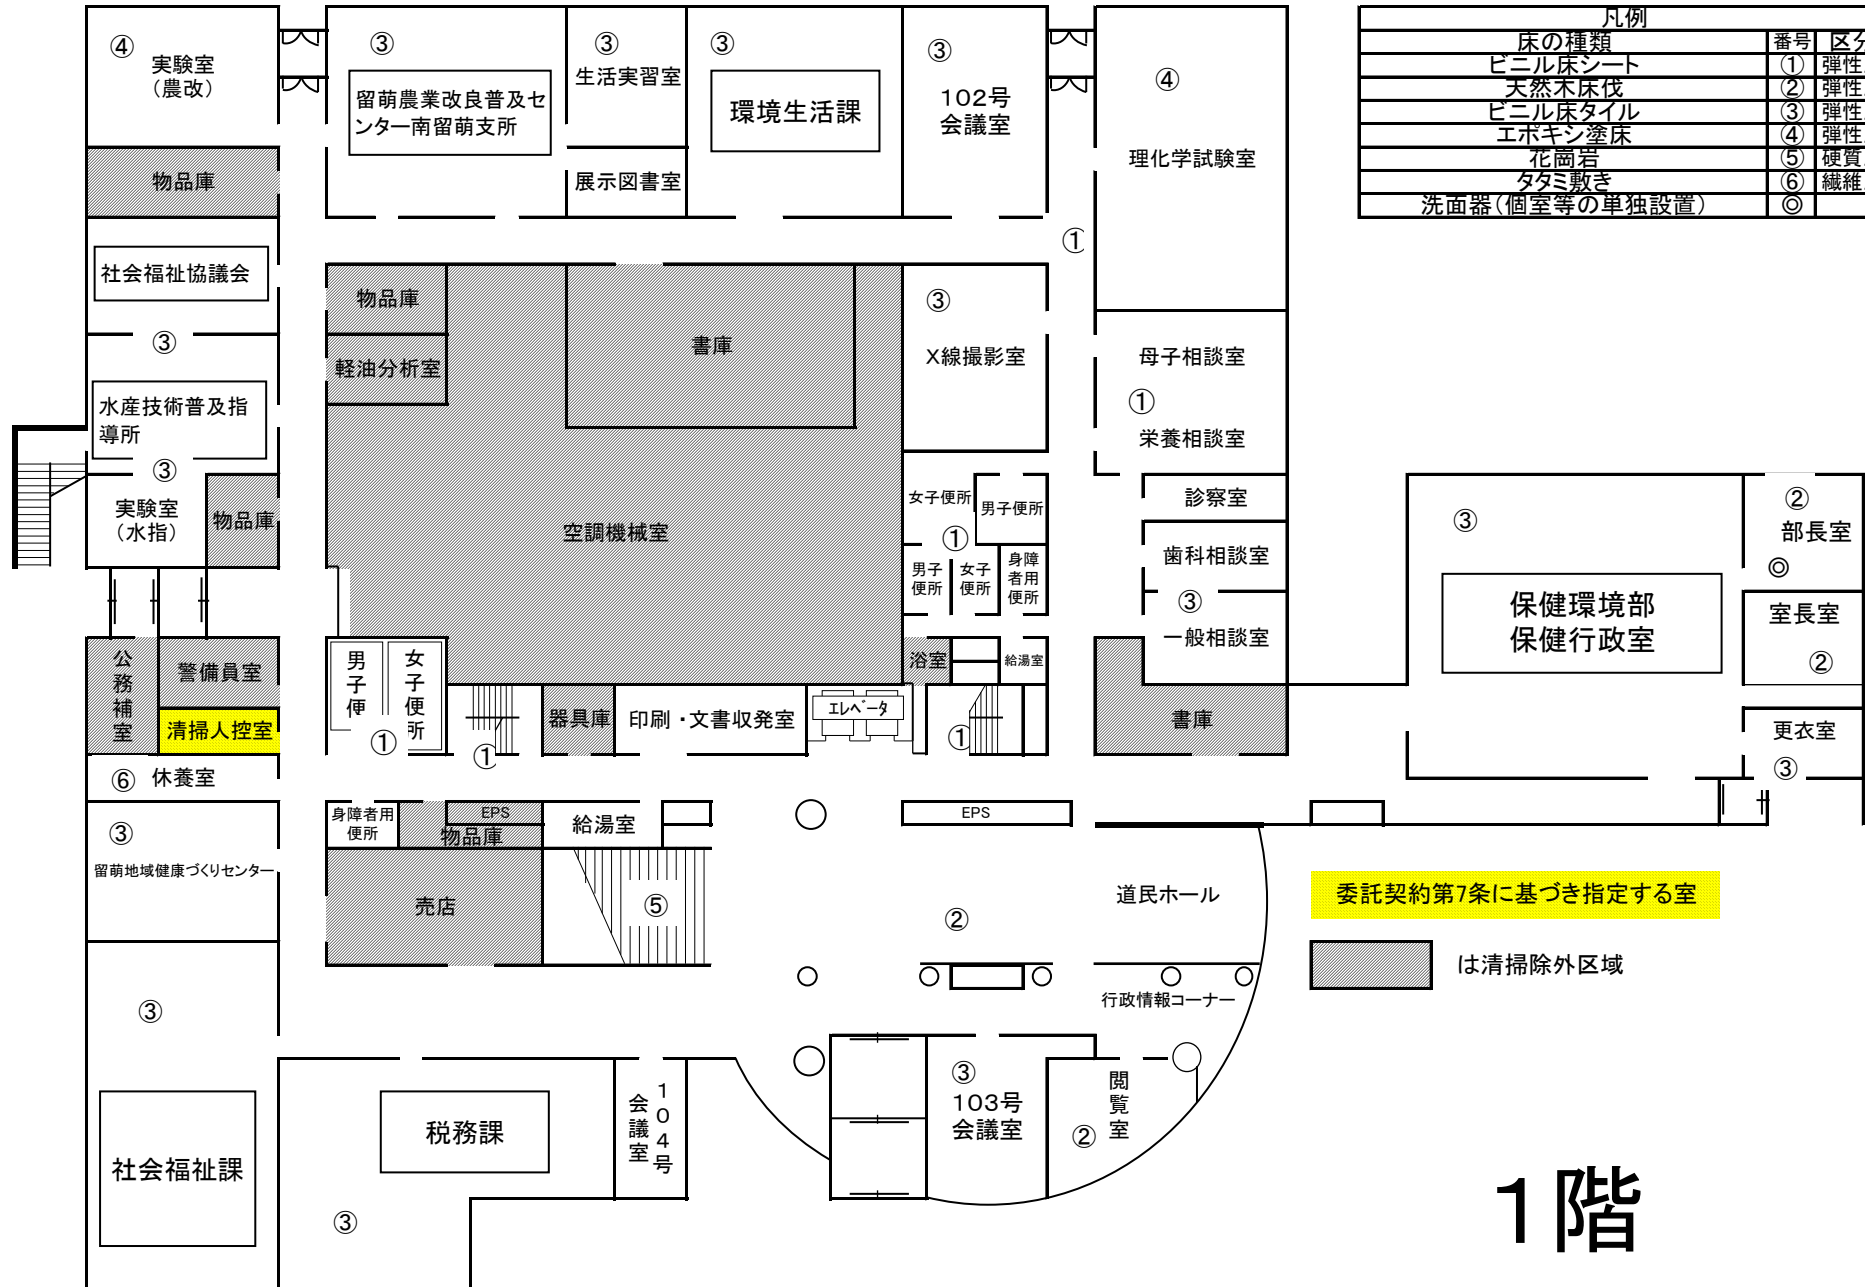 凡例
床の種類 番号 区分
ビニル床シート ① 弾性
天然木床伐 ② 弾性
ビニル床タイル ③ 弾性
エポキシ塗床 ④ 弾性
花崗岩 ⑤ 硬質
タタミ敷き ⑥ 繊維
洗面器(個室等の単独設置) ◎
④
実験室
(農改)
③
留萌農業改良普及セ
ンター南留萌支所
③
生活実習室
展示図書室
③
環境生活課
③
102号
会議室
④
理化学試験室
物品庫
①
社会福祉協議会
③
水産技術普及指
導所
③
実験室
(水指)
物品庫
物品庫
軽油分析室
書庫
空調機械室
③
X線撮影室
母子相談室
①
栄養相談室
診察室
歯科相談室
③
一般相談室
書庫
女子便所
男子便所
①
男子
便所
女子
便所
身障
者用
便所
浴室
給湯室
③
保健環境部
保健行政室
②
部長室
◎
室長室
②
更衣室
③
公務補室
警備員室
清掃人控室
⑥ 休養室
男子便
女子便所
①
①
器具庫
印刷・文書収発室
エレベータ
①
身障者用
便所
EPS
物品庫
給湯室
EPS
③
留萌地域健康づくりセンター
売店
⑤
②
道民ホール
行政情報コーナー
委託契約第7条に基づき指定する室
は清掃除外区域
③
社会福祉課
税務課
③
104号
会議室
③
103号
会議室
②
閲覧室
1階